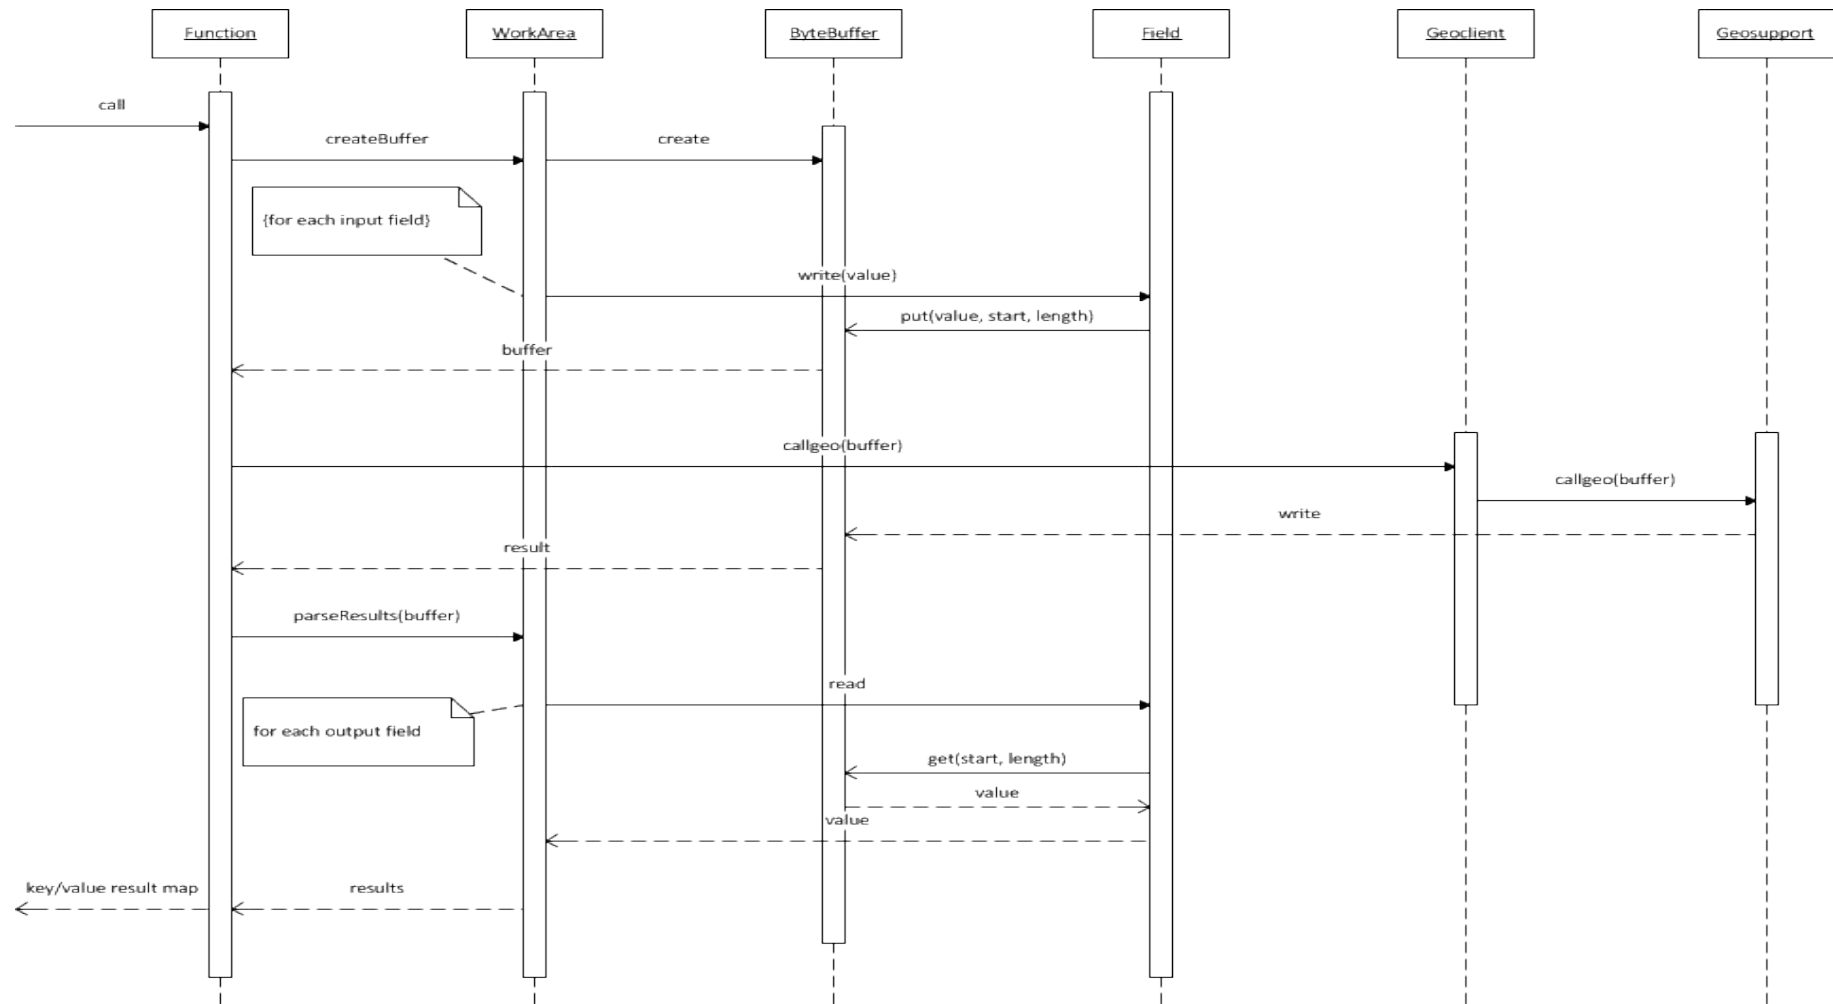 Function
WorkArea
ByteBuffer
Field
Geoclient
Geosupport
call
createBuffer
create
{for each input field}
write(value)
put(value, start, length)
buffer
callgeo(buffer)
callgeo(buffer)
write
result
parseResults(buffer)
read
for each output field
get(start, length)
value
value
key/value result map
results